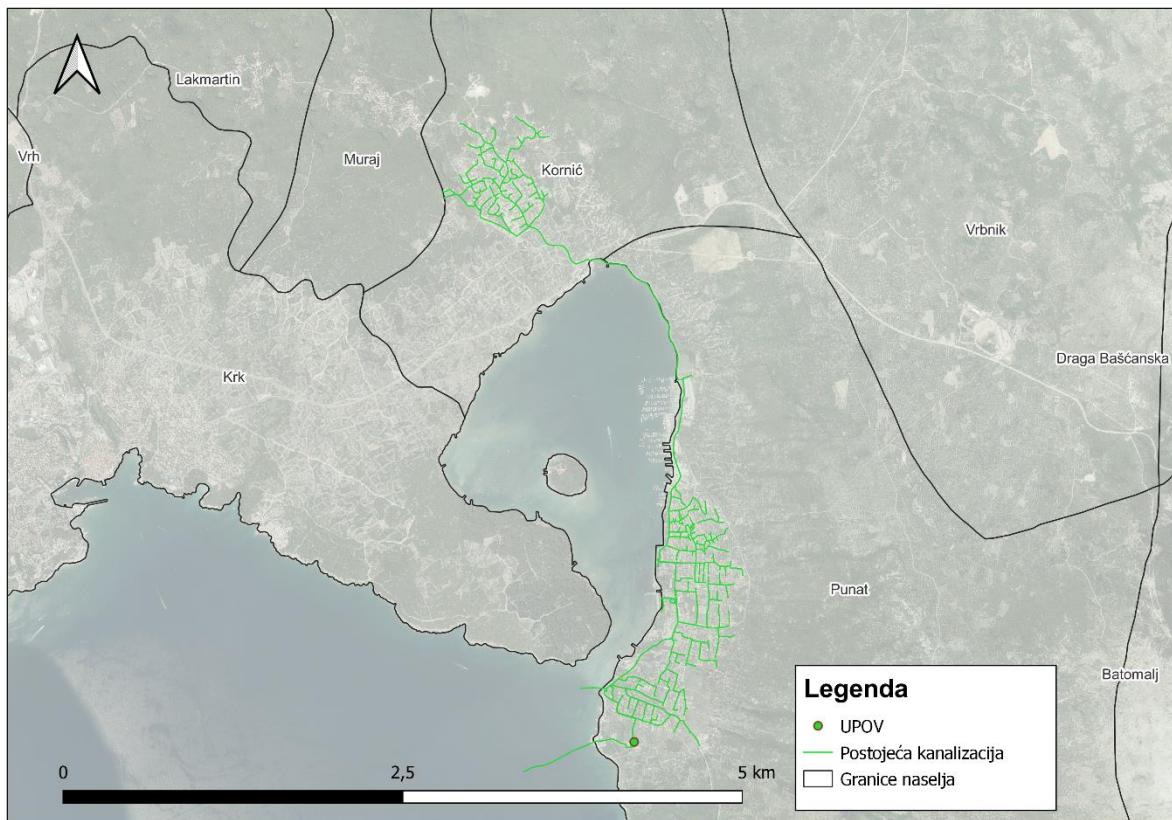 Lakmartin
Vrh
Muraj
Kornić
Vrbnik
Draga Bašćanska
Krk
Punat
Batomalj
Legenda
UPOV
Postojeća kanalizacija
Granice naselja
0 2,5 5 km